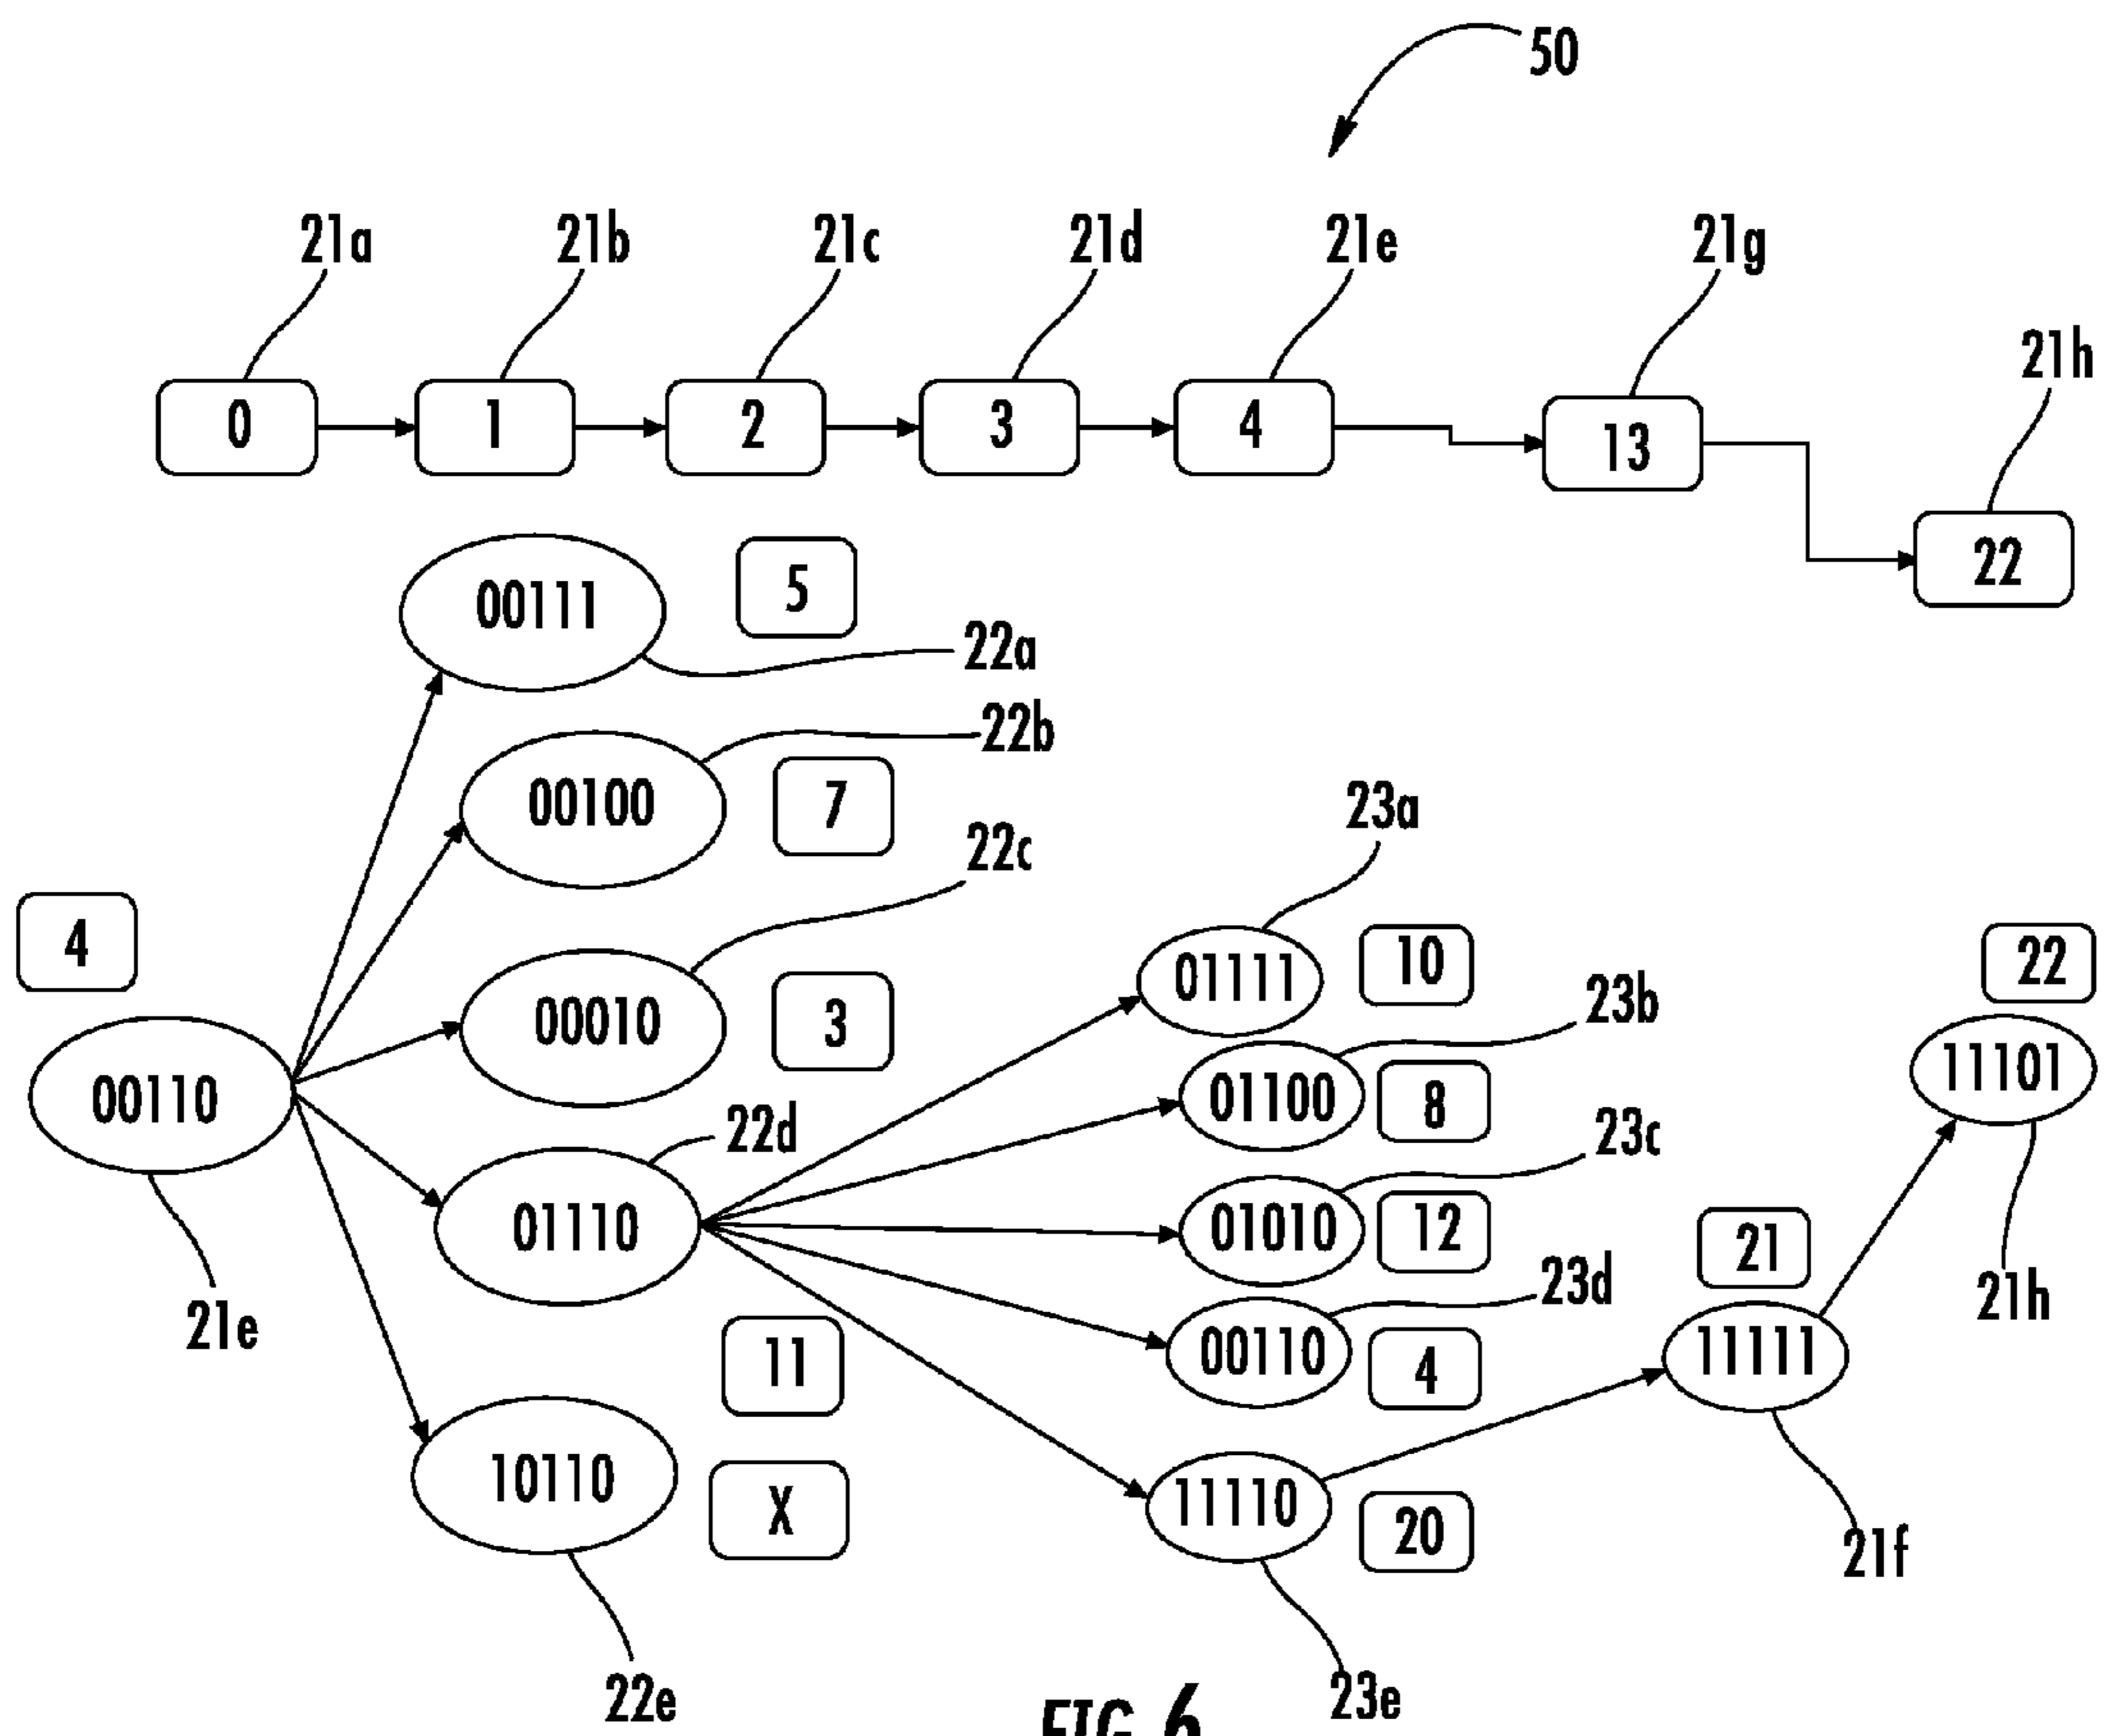 50
21a 21b 21c 21d 21e 21g
21h
0 1 2 3 4 13
22
00111 5
22a
22b
00100 7
23a
22c
4
01111 10 22
23b
00010 3
11101
00110
01100 8
22d
23c
01110
01010 12 21
23d
21h
21e
00110 4
11111
11
10110
X
11110 20
21f
22e
23e
FIG. 6